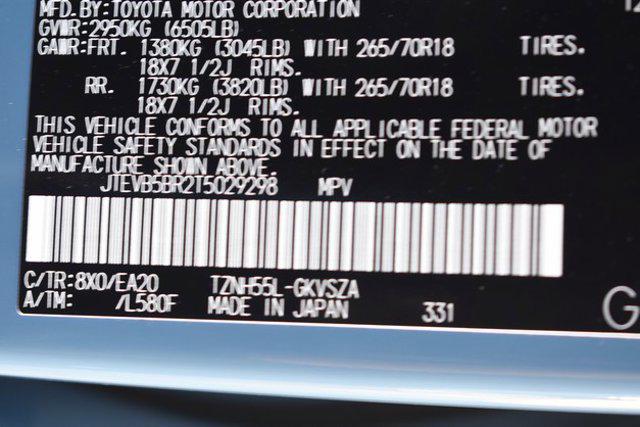 MFD. BY: TOYOTA MOTOR CORPORATION
GVWR: 2950KG (6505LB)
GAWR: FRT. 1380KG (3045LB) WITH 265/70R18 TIRES.
18X7 1/2J RIMS.
RR. 1730KG (3820LB) WITH 265/70R18 TIRES.
18X7 1/2J RIMS.
THIS VEHICLE CONFORMS TO ALL APPLICABLE FEDERAL MOTOR
VEHICLE SAFETY STANDARDS IN EFFECT ON THE DATE OF
MANUFACTURE SHOWN ABOVE.
JTEVB5BR2T5029298 MPV
C/TR: 8X0/EA20 TZNH55L-GKVSZA
A/TM: /L580F MADE IN JAPAN 331
G